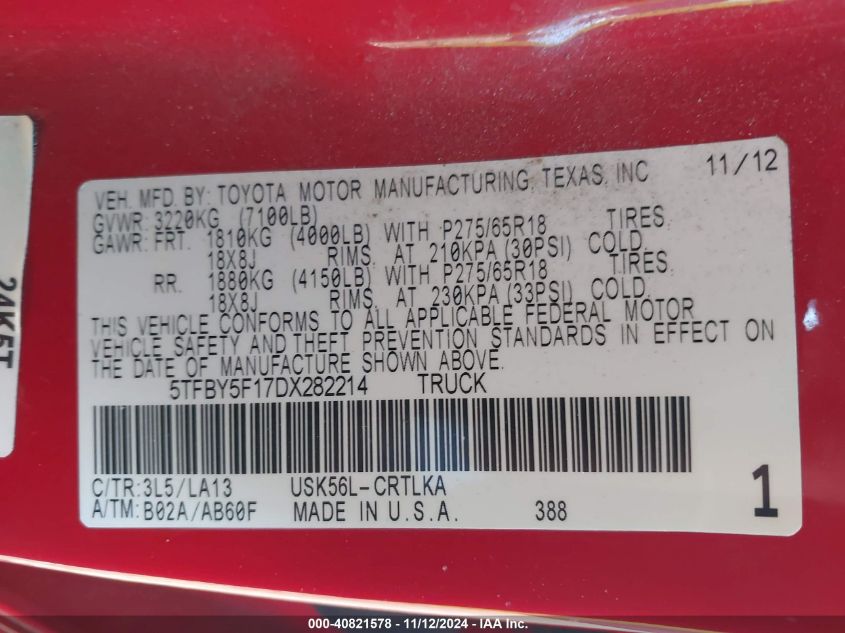 VEH. MFD. BY: TOYOTA MOTOR MANUFACTURING, TEXAS, INC 11/12
GVWR: 3220KG (7100LB)
GAWR: FRT. 1810KG (4000LB) WITH P275/65R18 TIRES,
18X8J RIMS, AT 210KPA (30PSI) COLD.
RR. 1880KG (4150LB) WITH P275/65R18 TIRES,
18X8J RIMS, AT 230KPA (33PSI) COLD.
THIS VEHICLE CONFORMS TO ALL APPLICABLE FEDERAL MOTOR
VEHICLE SAFETY AND THEFT PREVENTION STANDARDS IN EFFECT ON
THE DATE OF MANUFACTURE SHOWN ABOVE.
5TFBY5F17DX282214 TRUCK
C/TR:3L5/LA13 USK56L-CRTLKA
A/TM:B02A/AB60F MADE IN U.S.A. 388 1
24K5T
000-40821578 - 11/12/2024 - IAA Inc.